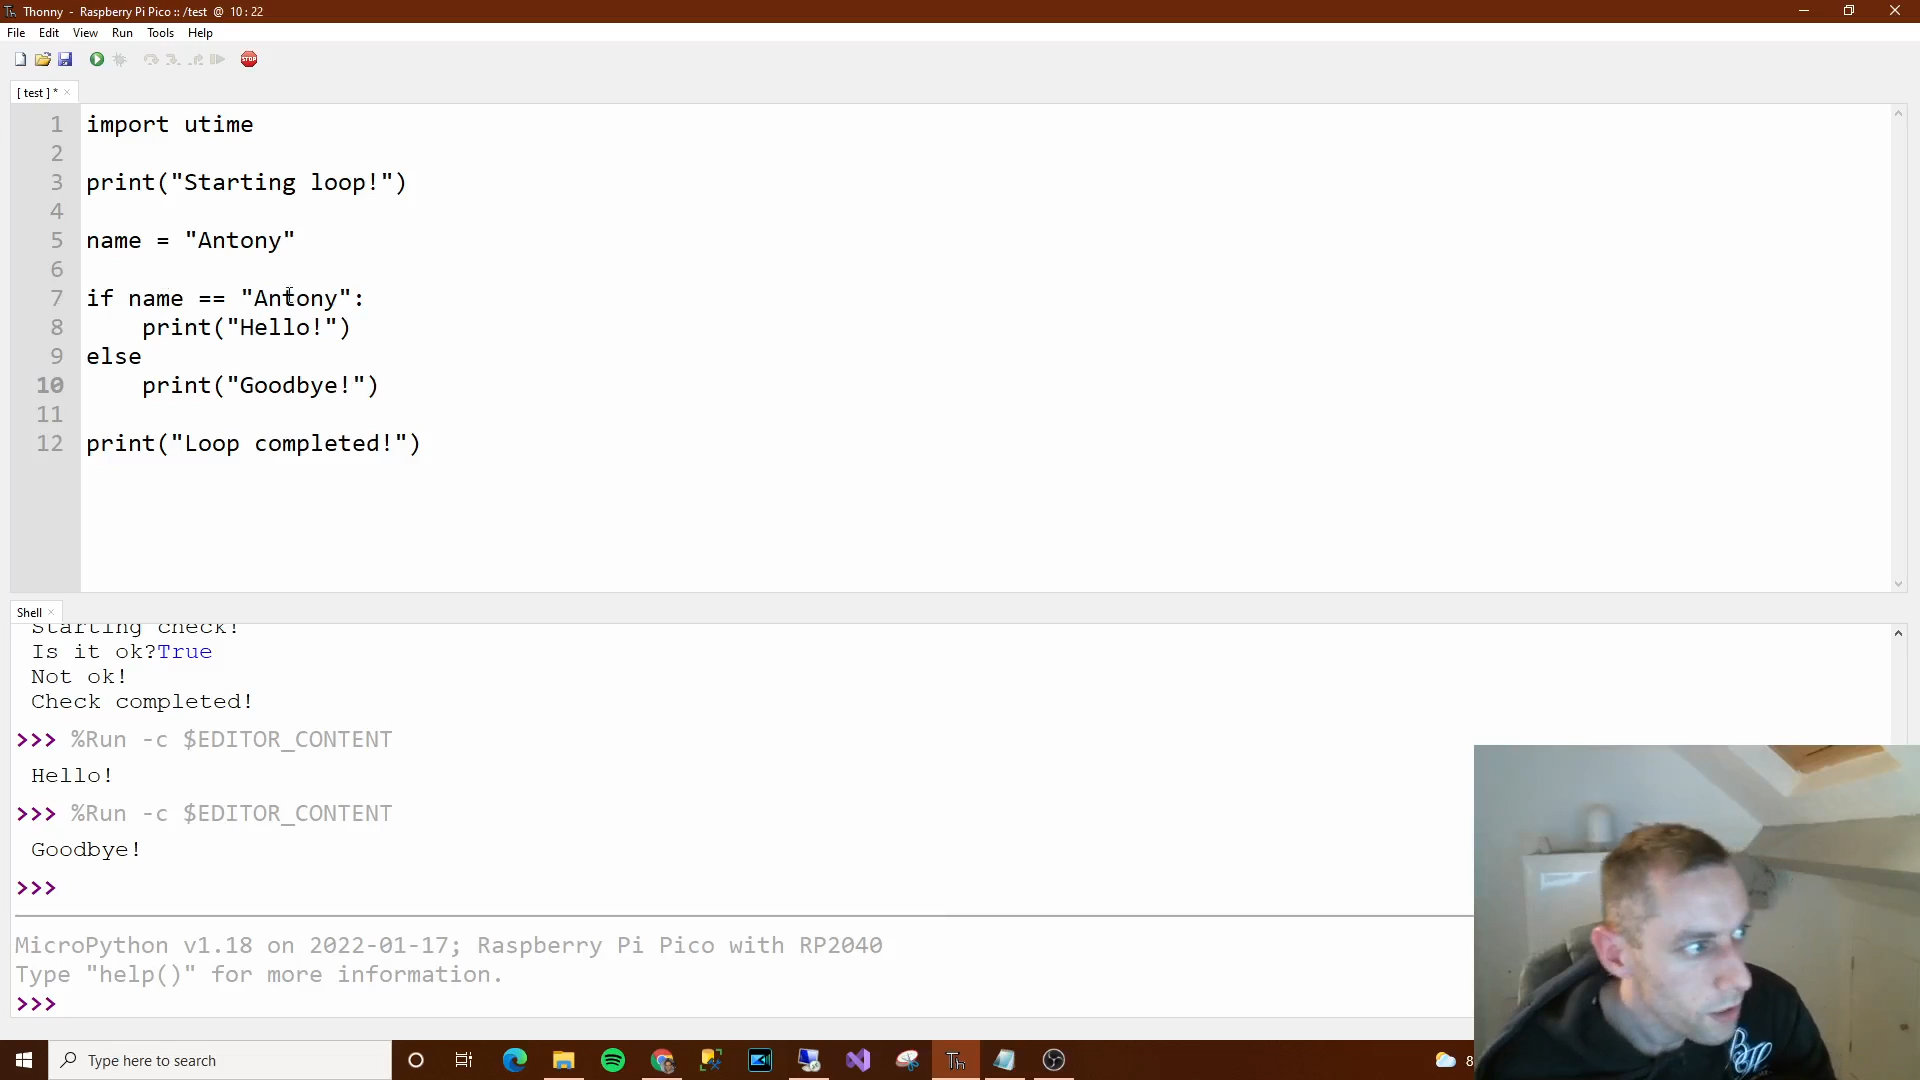 Thonny - Raspberry Pi Pico :: /test @ 10 : 22
File Edit View Run Tools Help
STOP
[ test ] * ×
1 import utime
2
3 print("Starting loop!")
4
5 name = "Antony"
6
7 if name == "Antony":
8 print("Hello!")
9 else
10 print("Goodbye!")
11
12 print("Loop completed!")
Shell ×
Starting check!
Is it ok?True
Not ok!
Check completed!
>>> %Run -c $EDITOR_CONTENT
Hello!
>>> %Run -c $EDITOR_CONTENT
Goodbye!
>>>
MicroPython v1.18 on 2022-01-17; Raspberry Pi Pico with RP2040
Type "help()" for more information.
>>>
Type here to search
Th
8